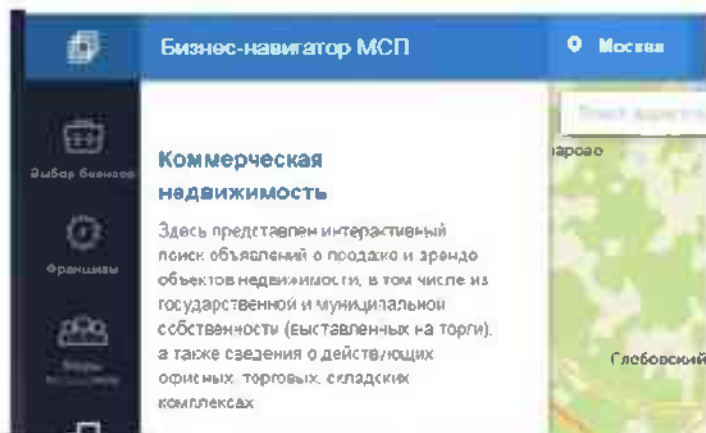 Бизнес-навигатор МСП
Москва
Выбор бизнеса
Франшизы
Коммерческая
недвижимость
Здесь представлен интерактивный
поиск объявлений о продаже и аренде
объектов недвижимости, в том числе из
государственной и муниципальной
собственности (выставленных на торги),
а также сведения о действующих
офисных, торговых, складских
комплексах
Глебовский